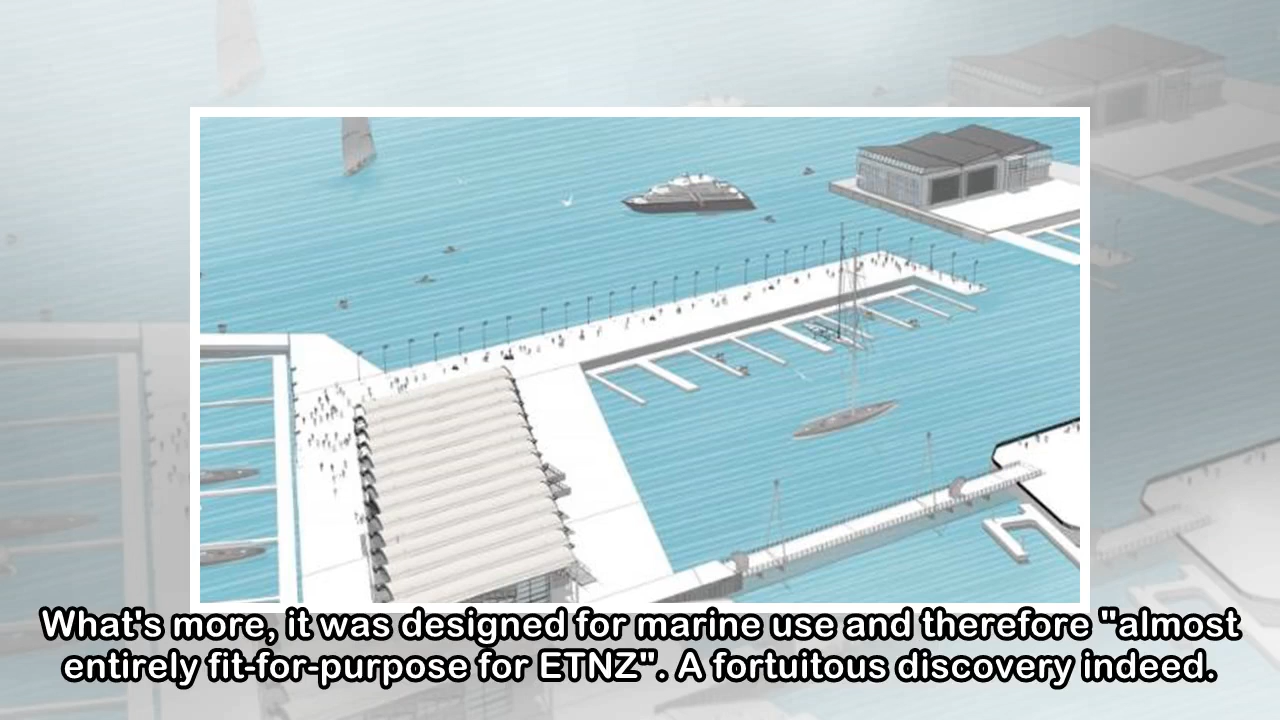 What's more, it was designed for marine use and therefore "almost
entirely fit-for-purpose for ETNZ". A fortuitous discovery indeed.